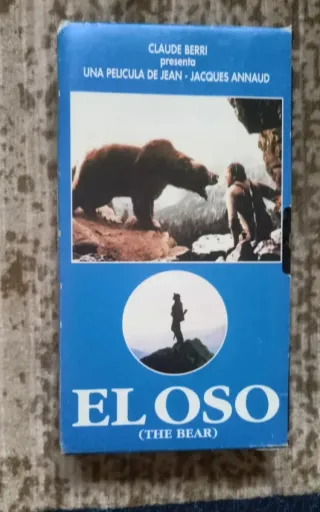 CLAUDE BERRI
presenta
UNA PELICULA DE JEAN - JACQUES ANNAUD
EL OSO
(THE BEAR)